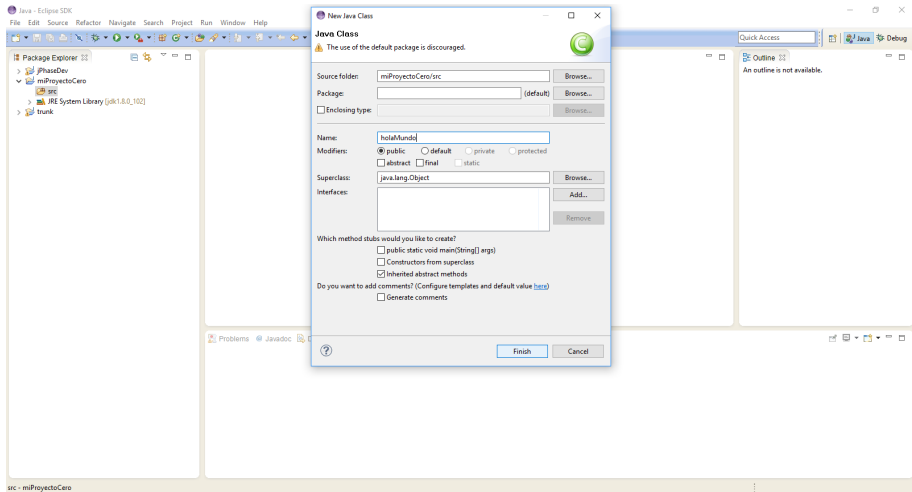 Java - Eclipse SDK
File Edit Source Refactor Navigate Search Project Run Window Help
Quick Access
Java
Debug
Package Explorer
jPhaseDev
miProyectoCero
src
JRE System Library [jdk1.8.0_102]
trunk
New Java Class
Java Class
The use of the default package is discouraged.
Source folder: miProyectoCero/src Browse...
Package: (default) Browse...
Enclosing type: Browse...
Name: holaMundo
Modifiers: public default private protected
abstract final static
Superclass: java.lang.Object Browse...
Interfaces: Add...
Remove
Which method stubs would you like to create?
public static void main(String[] args)
Constructors from superclass
Inherited abstract methods
Do you want to add comments? (Configure templates and default value here)
Generate comments
Finish Cancel
Outline
An outline is not available.
Problems Javadoc
src - miProyectoCero